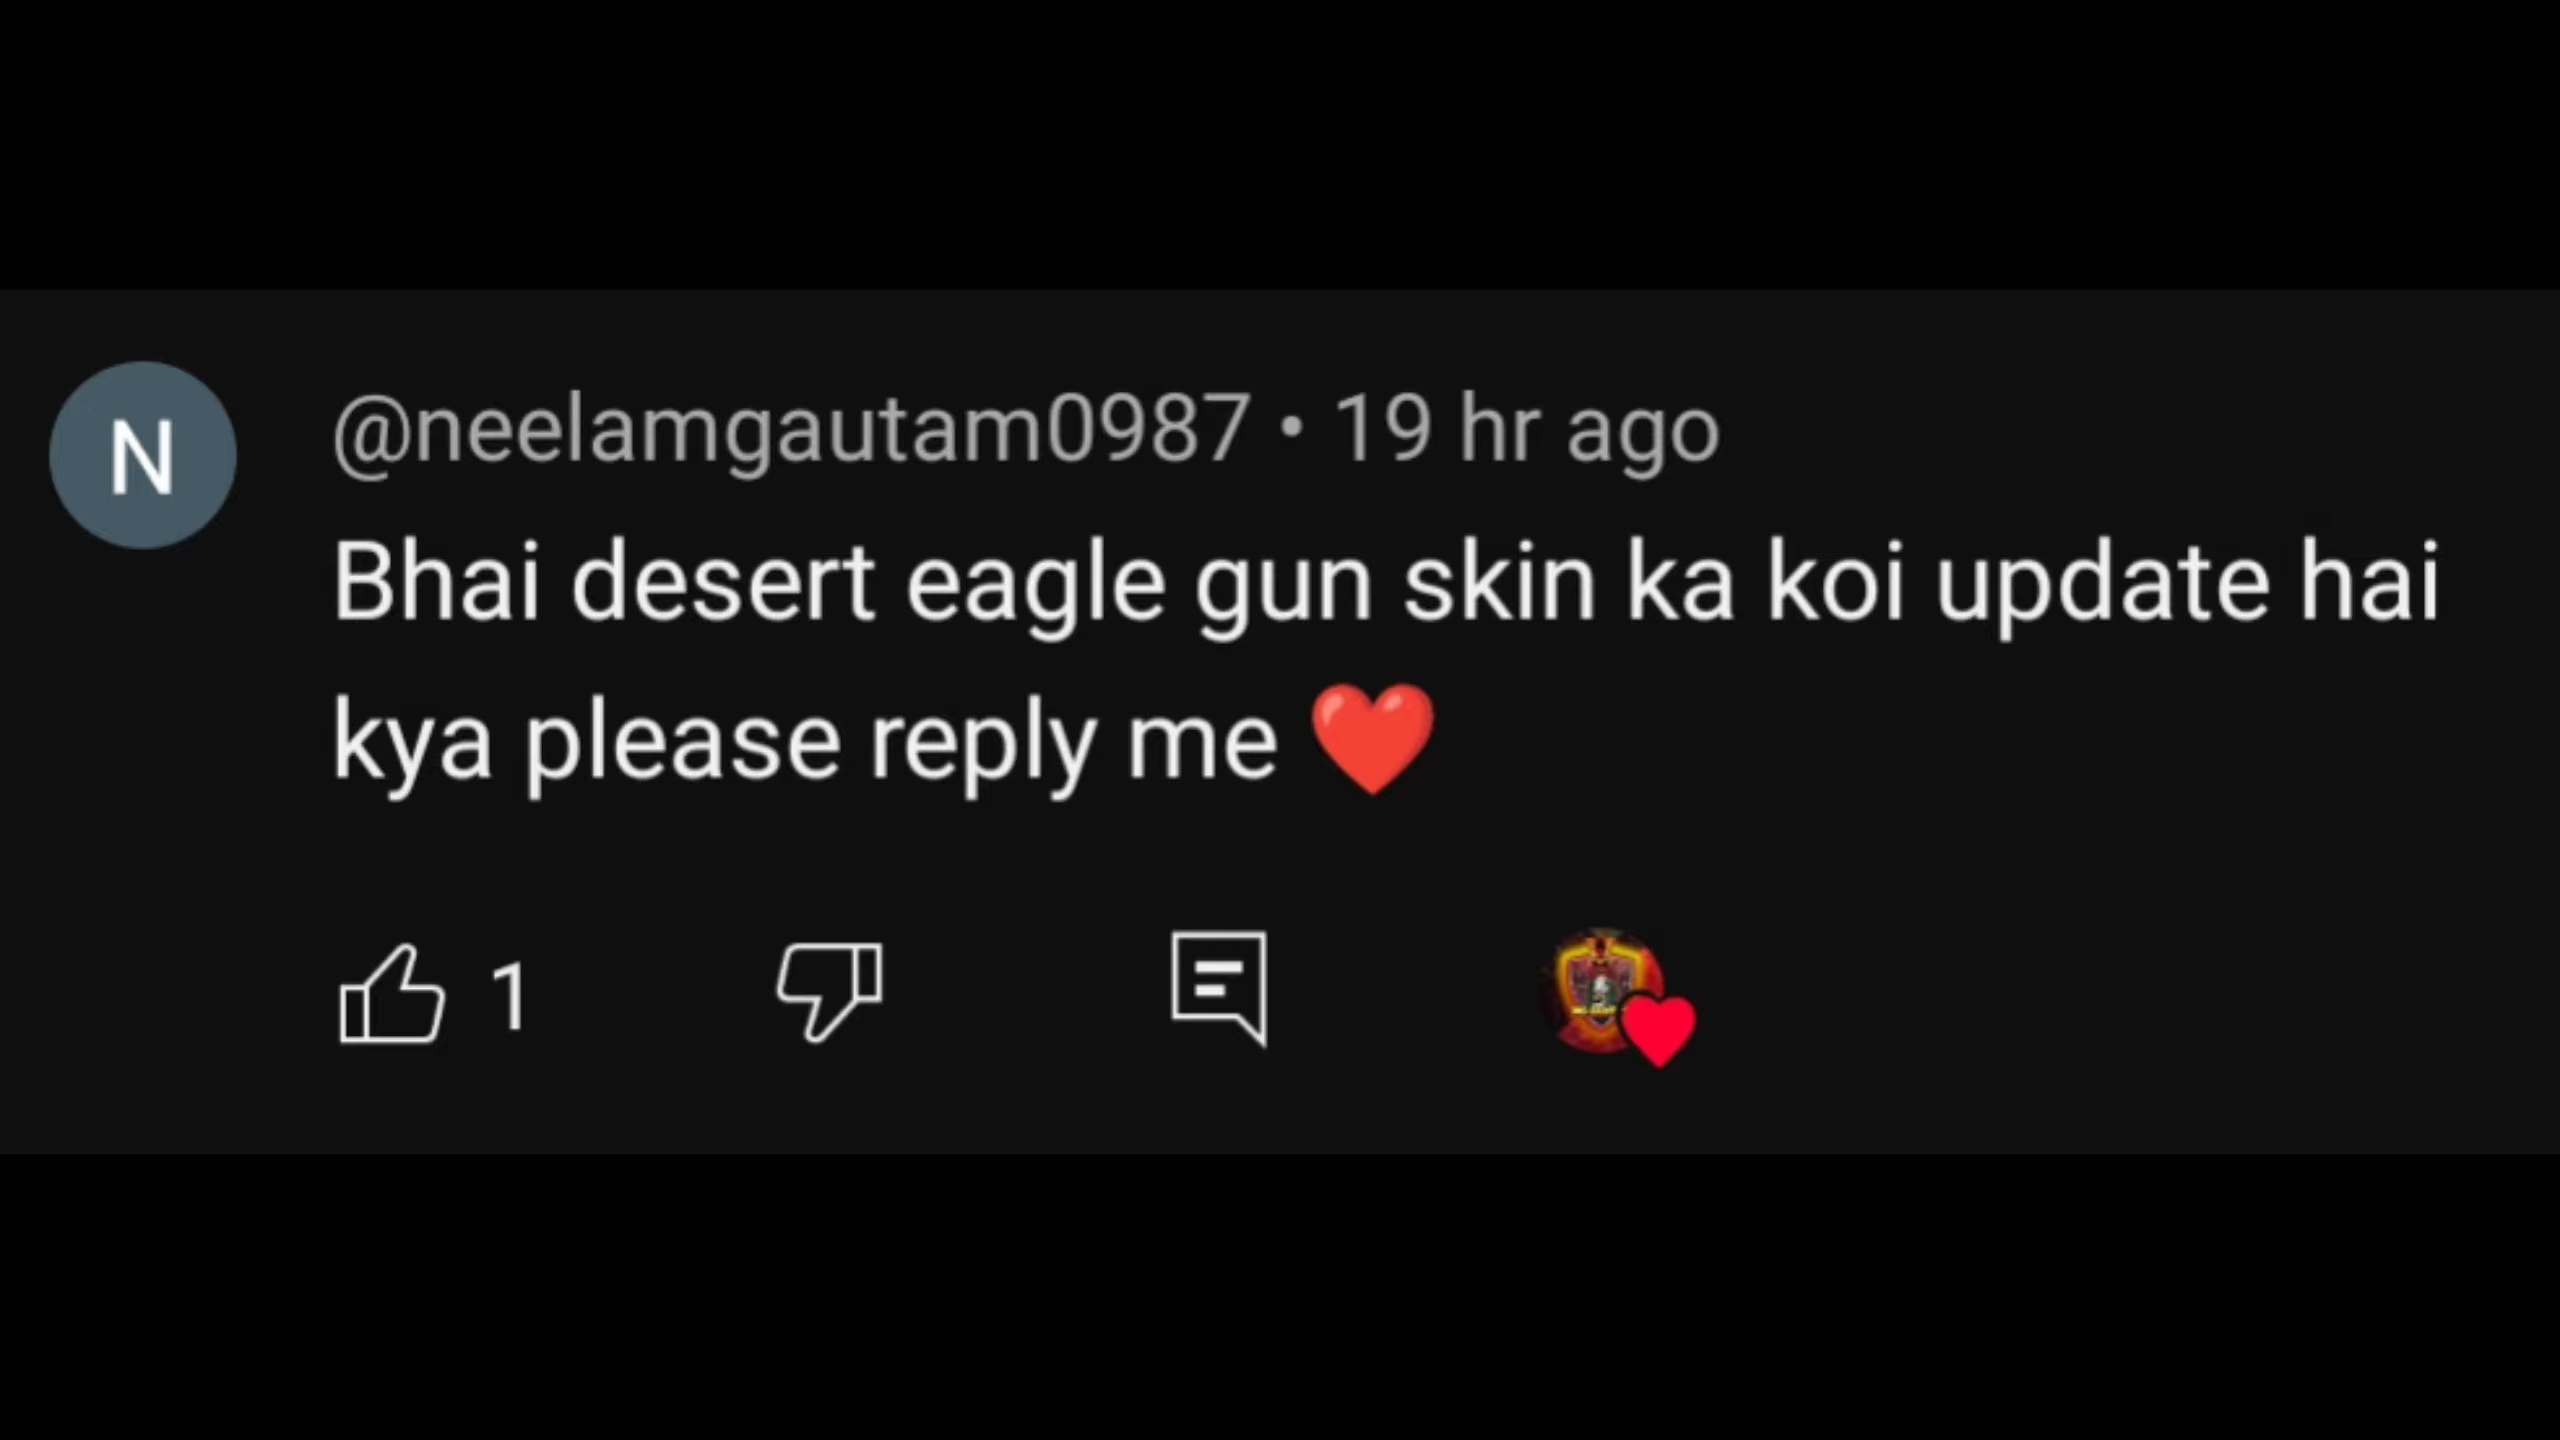 N
@neelamgautam0987 • 19 hr ago
Bhai desert eagle gun skin ka koi update hai
kya please reply me ❤️
1